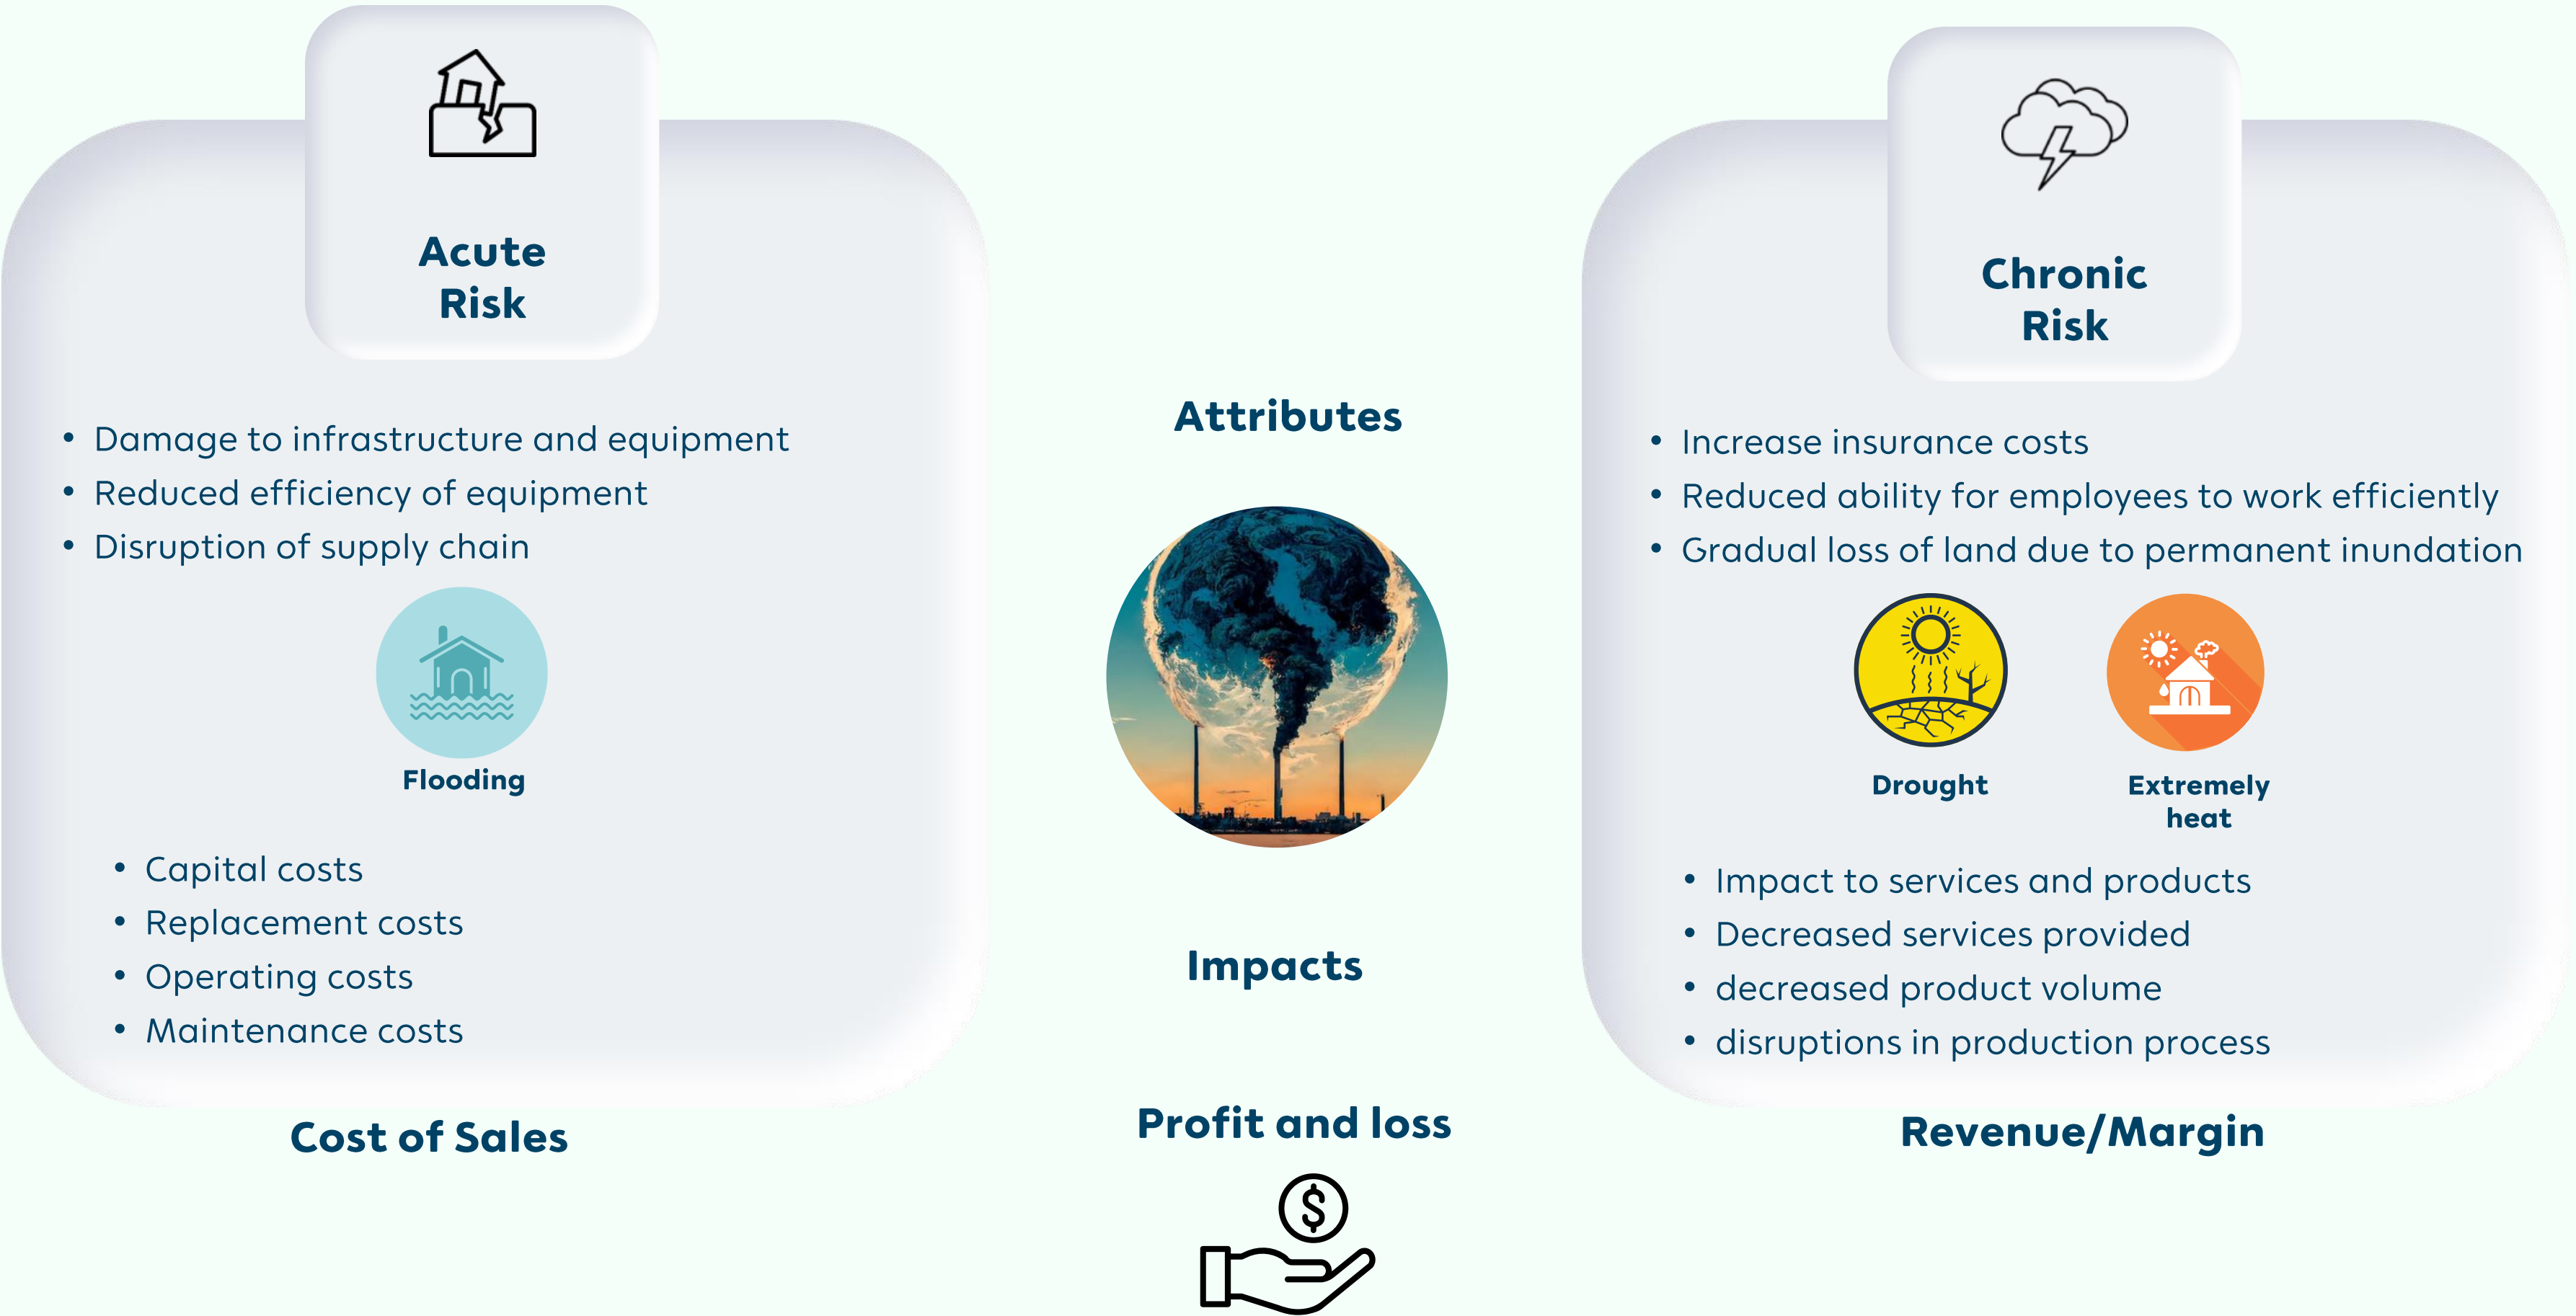 Acute
Risk
• Damage to infrastructure and equipment
• Reduced efficiency of equipment
• Disruption of supply chain
Flooding
• Capital costs
• Replacement costs
• Operating costs
• Maintenance costs
Cost of Sales
Attributes
Impacts
Profit and loss
$
Chronic
Risk
• Increase insurance costs
• Reduced ability for employees to work efficiently
• Gradual loss of land due to permanent inundation
Drought
Extremely
heat
• Impact to services and products
• Decreased services provided
• decreased product volume
• disruptions in production process
Revenue/Margin